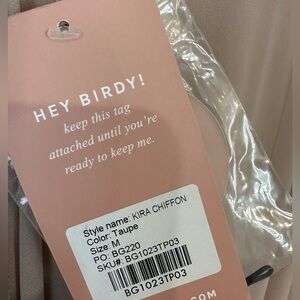 HEY BIRDY!
keep this tag
attached until you're
ready to keep me.
Style name: KIRA CHIFFON
Color: Taupe
Size: M
PO: BG220
SKU#: BG1023TP03
BG1023TP03
.COM